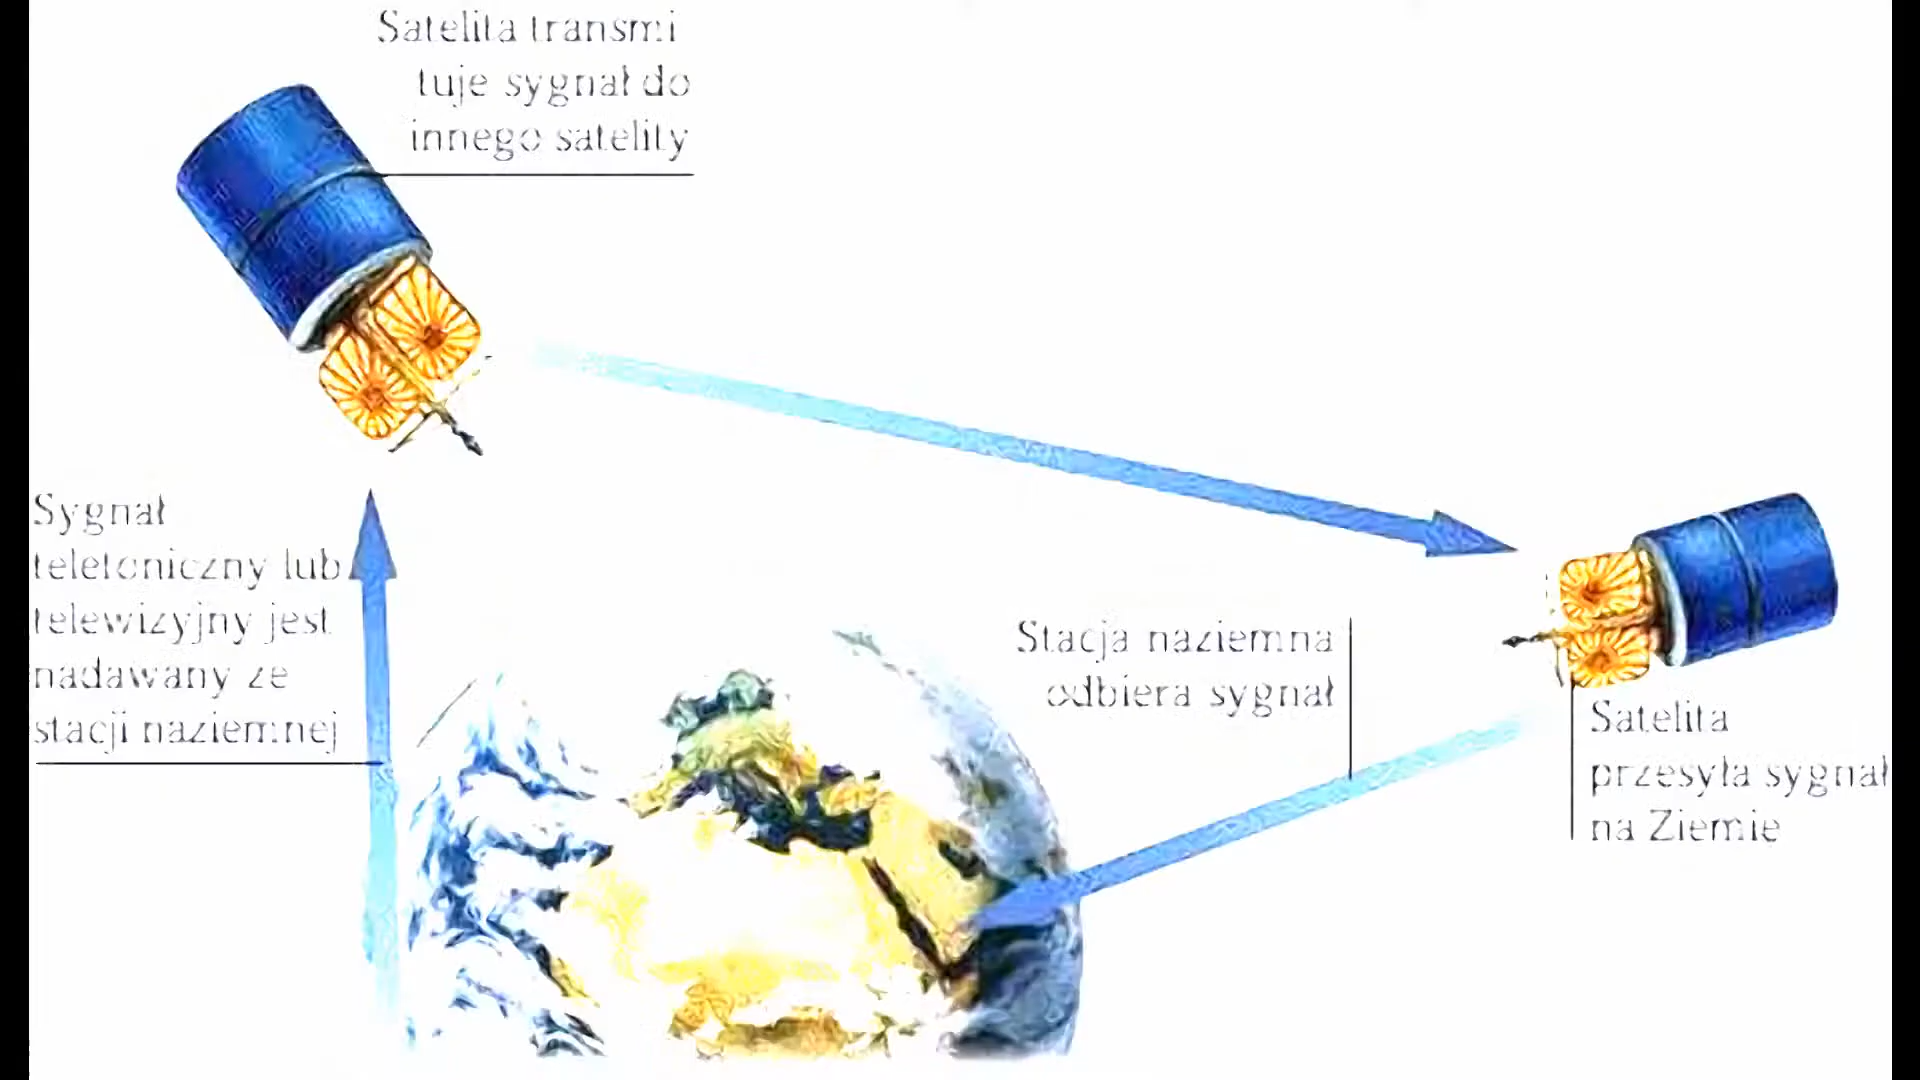 Satelita transmi
tuje sygnał do
innego satelity
Sygnał
telefoniczny lub
telewizyjny jest
nadawany ze
stacji naziemnej
Stacja naziemna
odbiera sygnał
Satelita
przesyła sygnał
na Ziemię